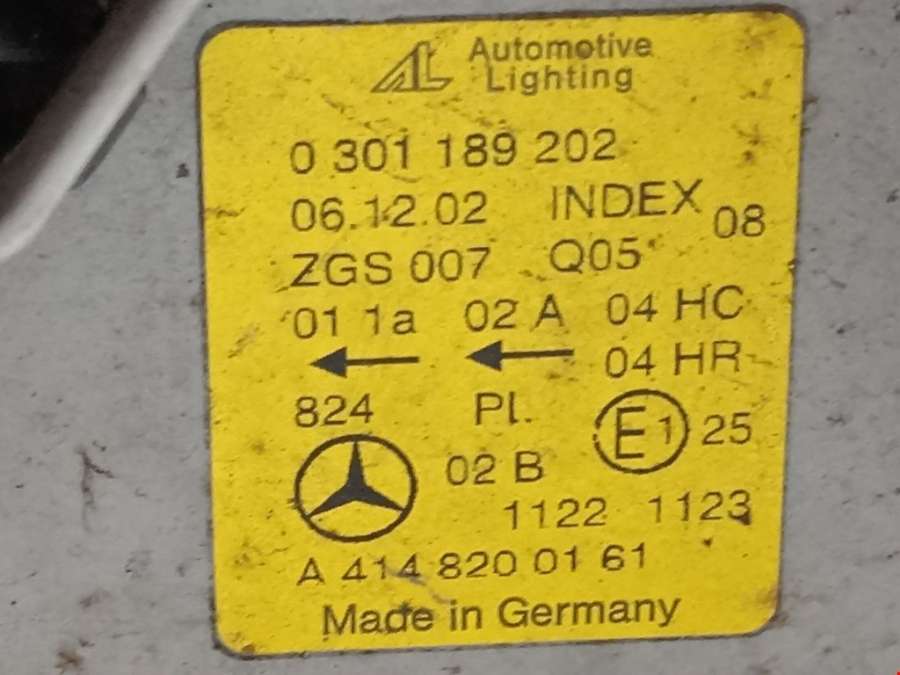 AL Automotive
Lighting
0 301 189 202
06.12.02 INDEX 08
ZGS 007 Q05
01 1a 02 A 04 HC
04 HR
824 Pl. E1 25
02 B
1122 1123
A 414 820 01 61
Made in Germany